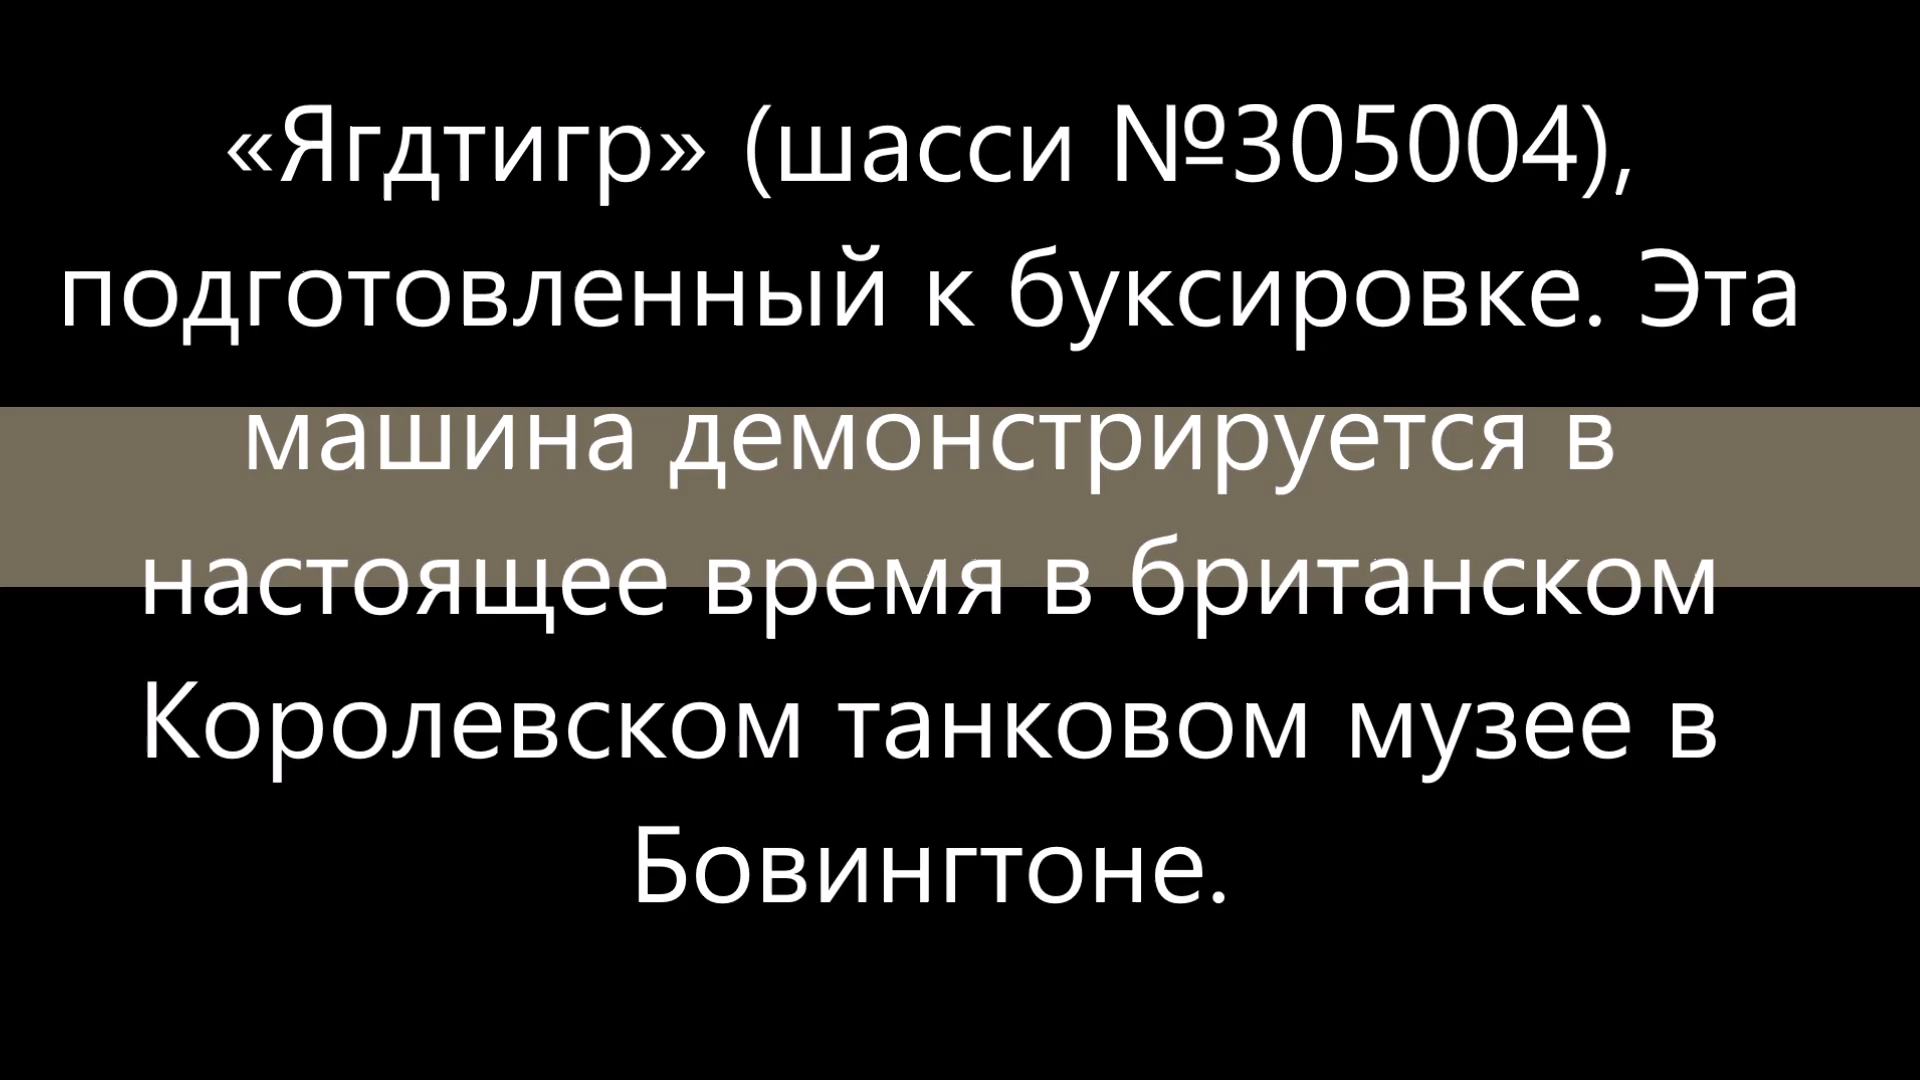 «Ягдтигр» (шасси №305004),
подготовленный к буксировке. Эта
машина демонстрируется в
настоящее время в британском
Королевском танковом музее в
Бовингтоне.